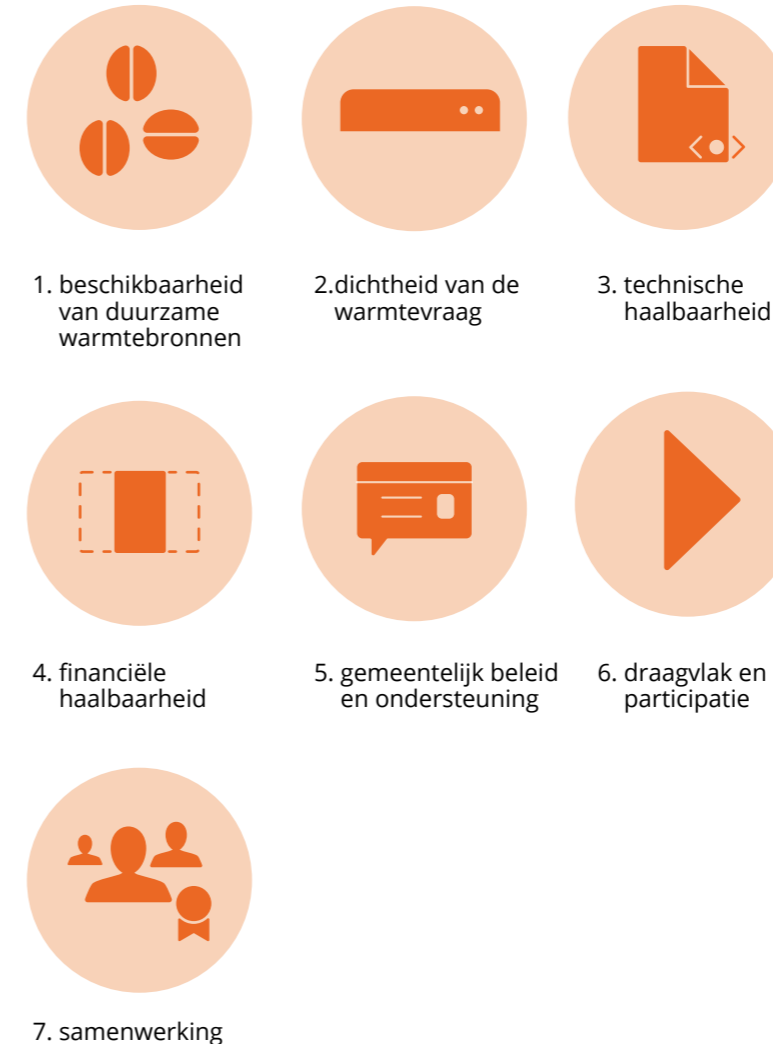 1. beschikbaarheid
van duurzame
warmtebronnen
2.dichtheid van de
warmtevraag
3. technische
haalbaarheid
4. financiële
haalbaarheid
5. gemeentelijk beleid
en ondersteuning
6. draagvlak en
participatie
7. samenwerking